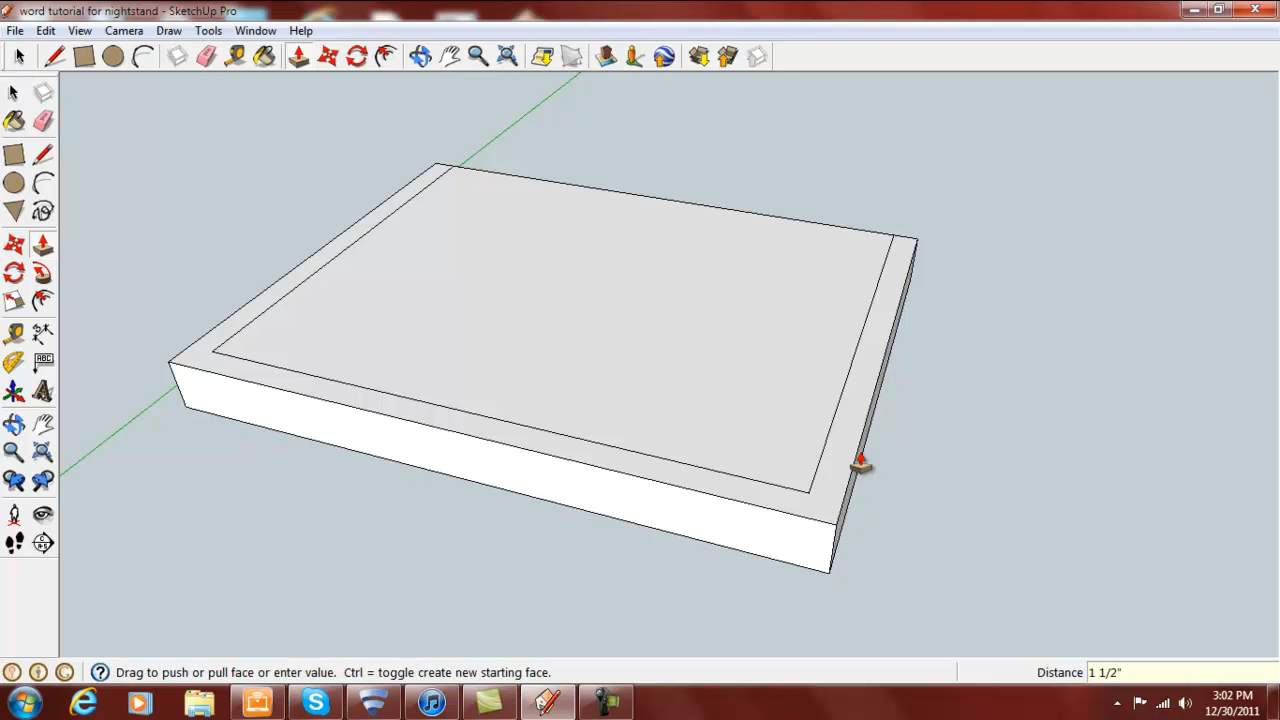 word tutorial for nightstand - SketchUp Pro
File Edit View Camera Draw Tools Window Help
ABC
Drag to push or pull face or enter value. Ctrl = toggle create new starting face.
Distance 1 1/2"
3:02 PM
12/30/2011